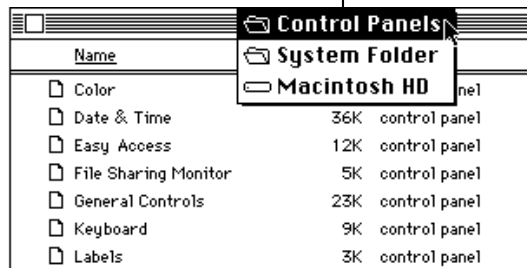 Control Panels
System Folder
Macintosh HD
Name
Color nel
Date & Time 36K control panel
Easy Access 12K control panel
File Sharing Monitor 5K control panel
General Controls 23K control panel
Keyboard 9K control panel
Labels 3K control panel